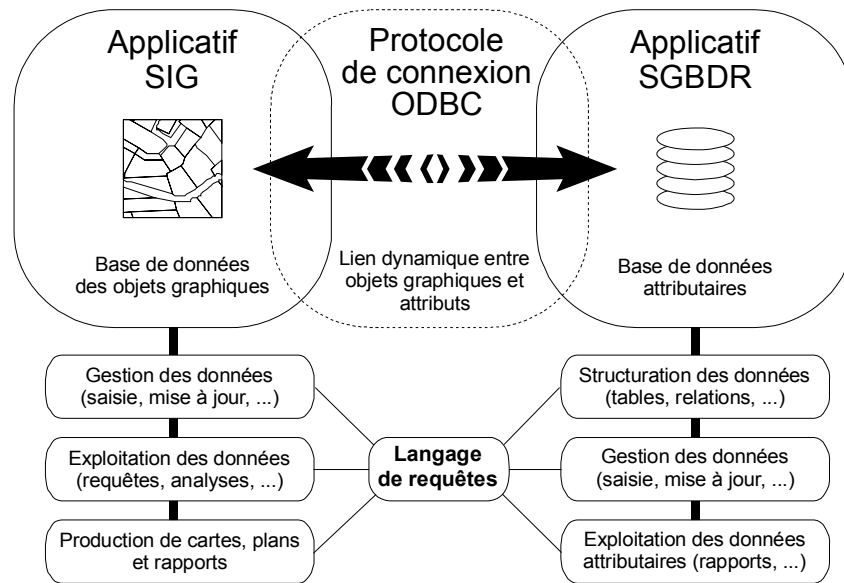 Applicatif
SIG
Protocole
de connexion
ODBC
Applicatif
SGBDR
Base de données
des objets graphiques
Lien dynamique entre
objets graphiques et
attributs
Base de données
attributaires
Gestion des données
(saisie, mise à jour, ...)
Exploitation des données
(requêtes, analyses, ...)
Production de cartes, plans
et rapports
Langage
de requêtes
Structuration des données
(tables, relations, ...)
Gestion des données
(saisie, mise à jour, ...)
Exploitation des données
attributaires (rapports, ...)